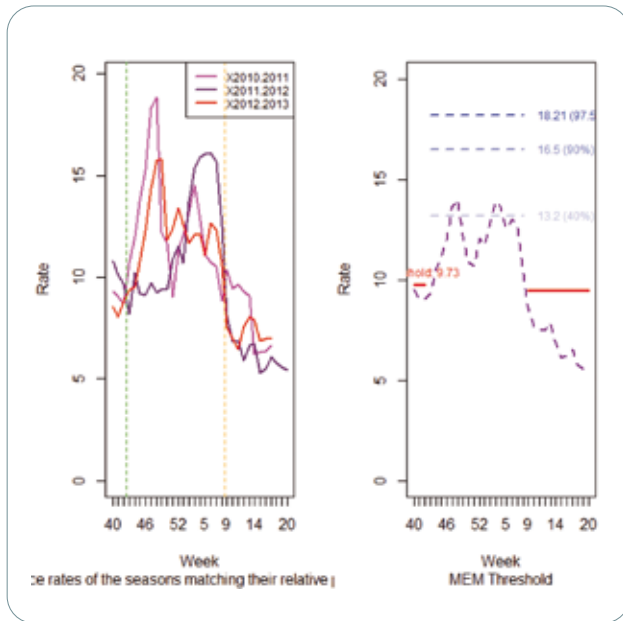 X2010.2011
X2011.2012
X2012.2013
Rate
20
15
10
5
0
40 46 52 5 9 14 20
Week
ce rates of the seasons matching their relative
Rate
20
15
10
5
0
18.21 (97.5
16.5 (90%)
13.2 (40%)
hold: 9.73
40 46 52 5 9 14 20
Week
MEM Threshold